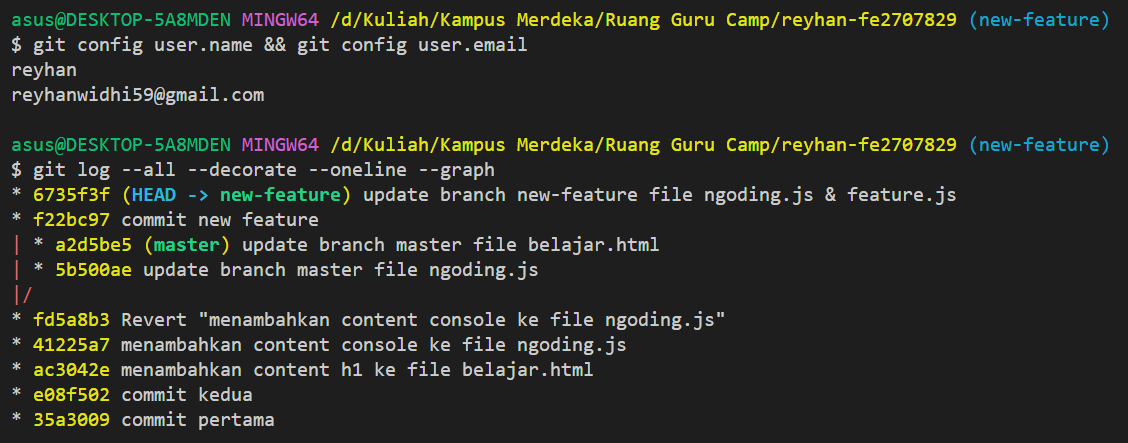 asus@DESKTOP-5A8MDEN MINGW64 /d/Kuliah/Kampus Merdeka/Ruang Guru Camp/reyhan-fe2707829 (new-feature)
$ git config user.name && git config user.email
reyhan
reyhanwidhi59@gmail.com

asus@DESKTOP-5A8MDEN MINGW64 /d/Kuliah/Kampus Merdeka/Ruang Guru Camp/reyhan-fe2707829 (new-feature)
$ git log --all --decorate --oneline --graph
* 6735f3f (HEAD -> new-feature) update branch new-feature file ngoding.js & feature.js
* f22bc97 commit new feature
| * a2d5be5 (master) update branch master file belajar.html
| * 5b500ae update branch master file ngoding.js
|/
* fd5a8b3 Revert "menambahkan content console ke file ngoding.js"
* 41225a7 menambahkan content console ke file ngoding.js
* ac3042e menambahkan content h1 ke file belajar.html
* e08f502 commit kedua
* 35a3009 commit pertama